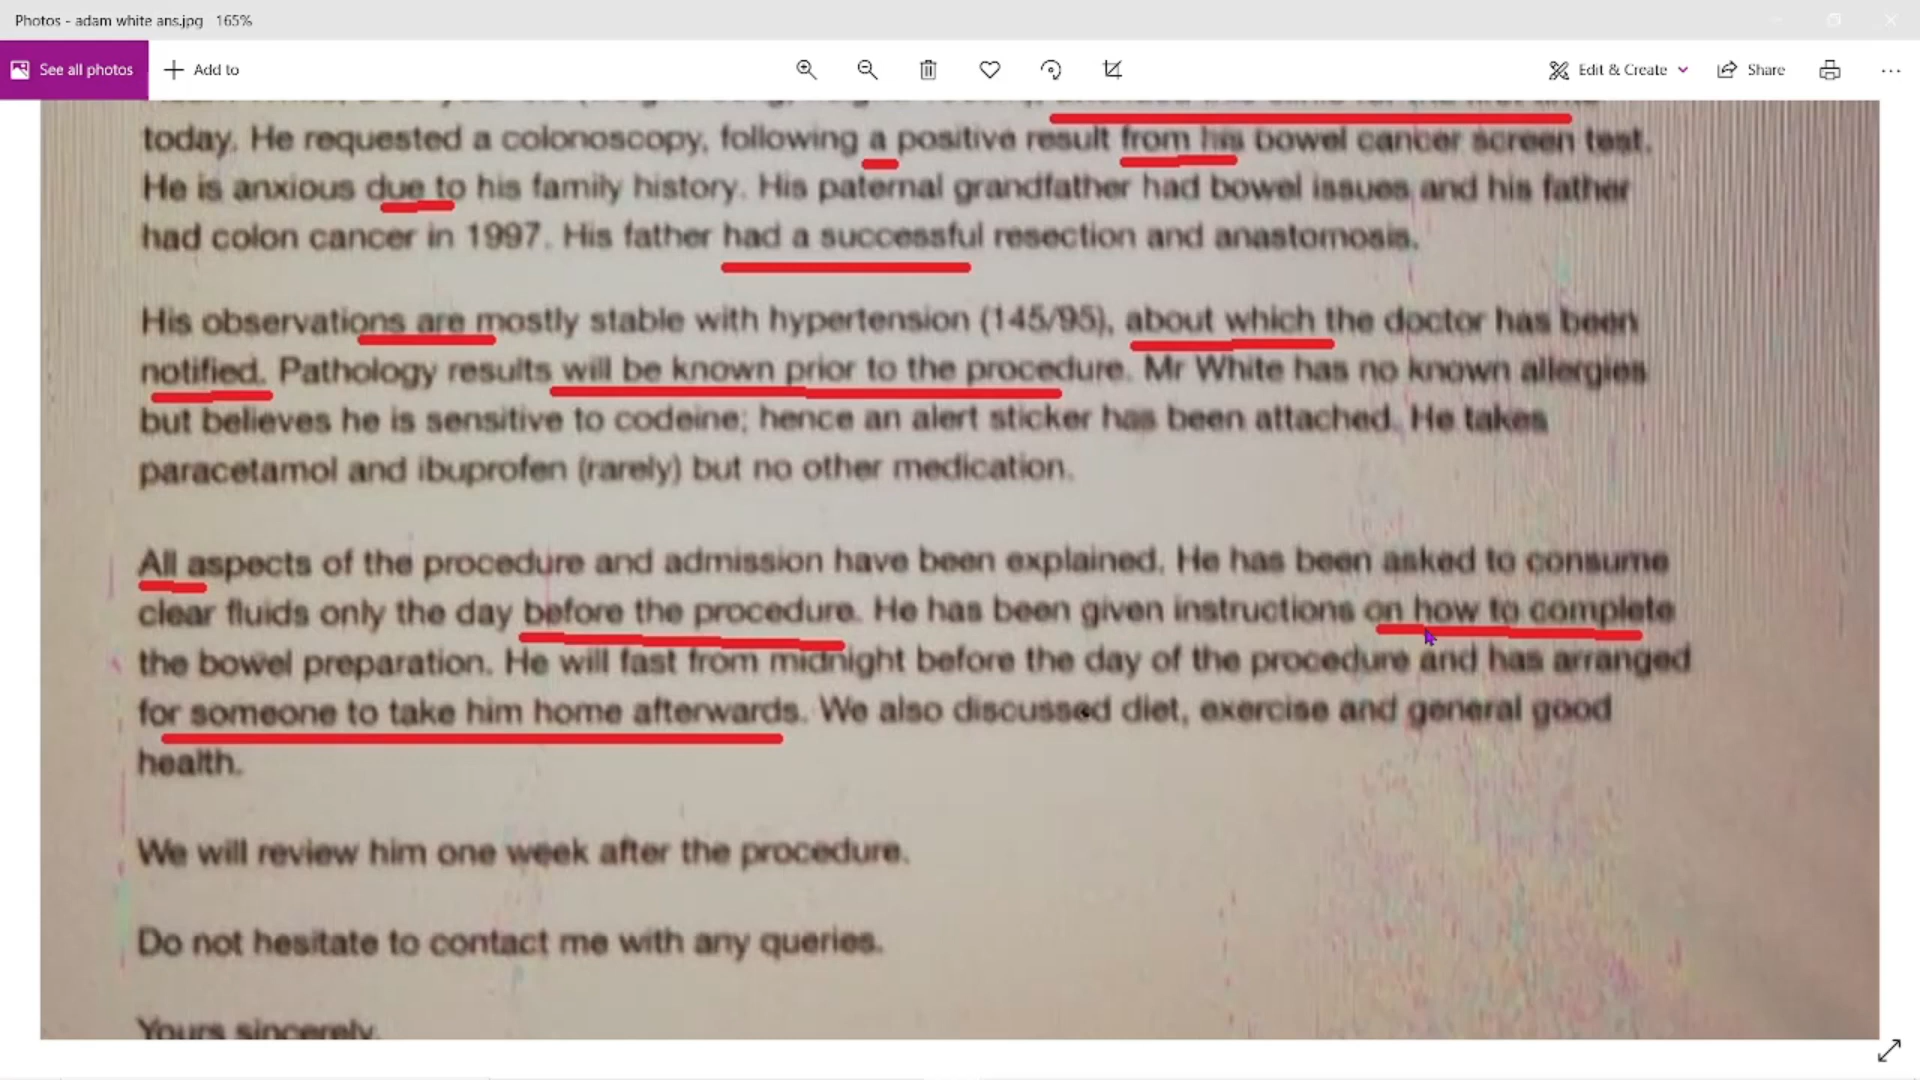 Photos - adam white ans.jpg 165%
See all photos
Add to
Edit & Create
Share
today. He requested a colonoscopy, following a positive result from his bowel cancer screen test.
He is anxious due to his family history. His paternal grandfather had bowel issues and his father
had colon cancer in 1997. His father had a successful resection and anastomosis.
His observations are mostly stable with hypertension (145/95), about which the doctor has been
notified. Pathology results will be known prior to the procedure. Mr White has no known allergies
but believes he is sensitive to codeine; hence an alert sticker has been attached. He takes
paracetamol and ibuprofen (rarely) but no other medication.
All aspects of the procedure and admission have been explained. He has been asked to consume
clear fluids only the day before the procedure. He has been given instructions on how to complete
the bowel preparation. He will fast from midnight before the day of the procedure and has arranged
for someone to take him home afterwards. We also discussed diet, exercise and general good
health.
We will review him one week after the procedure.
Do not hesitate to contact me with any queries.
Yours sincerely,